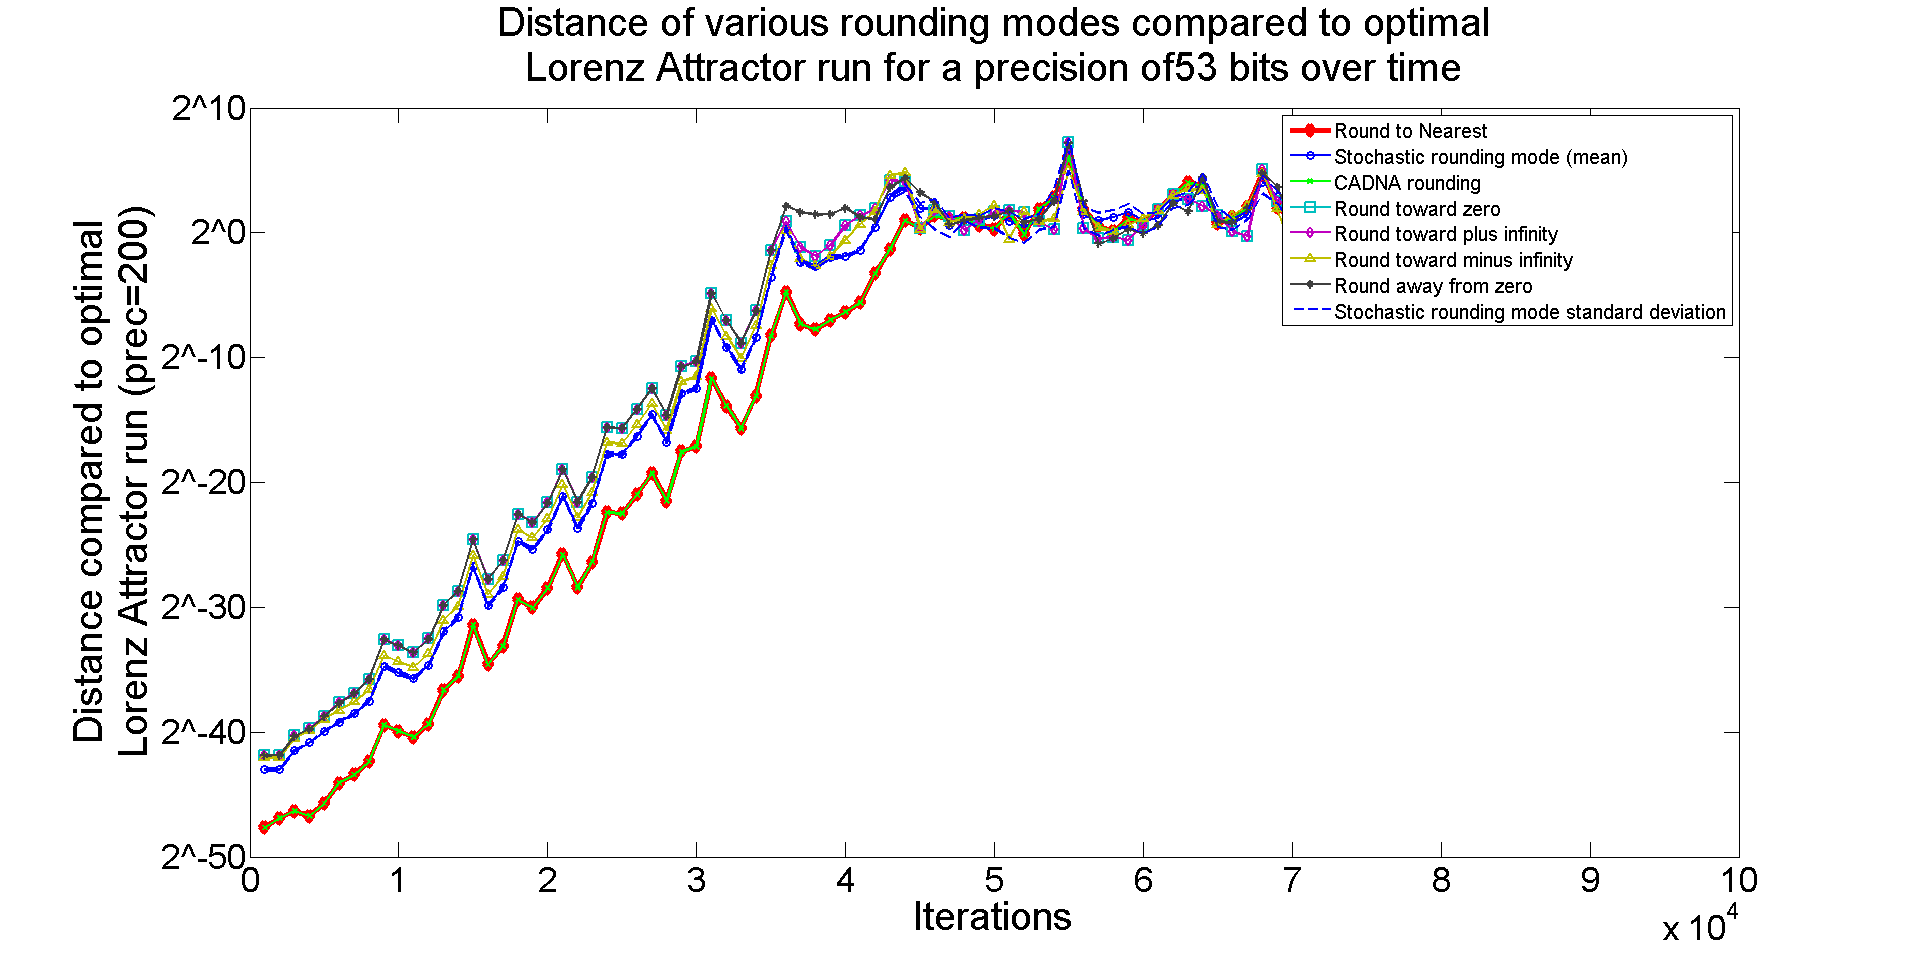 Distance of various rounding modes compared to optimal
Lorenz Attractor run for a precision of53 bits over time
Distance compared to optimal
Lorenz Attractor run (prec=200)
2^10
2^0
2^-10
2^-20
2^-30
2^-40
2^-50
Round to Nearest
Stochastic rounding mode (mean)
CADNA rounding
Round toward zero
Round toward plus infinity
Round toward minus infinity
Round away from zero
Stochastic rounding mode standard deviation
0 1 2 3 4 5 6 7 8 9 10
Iterations
x 10^4